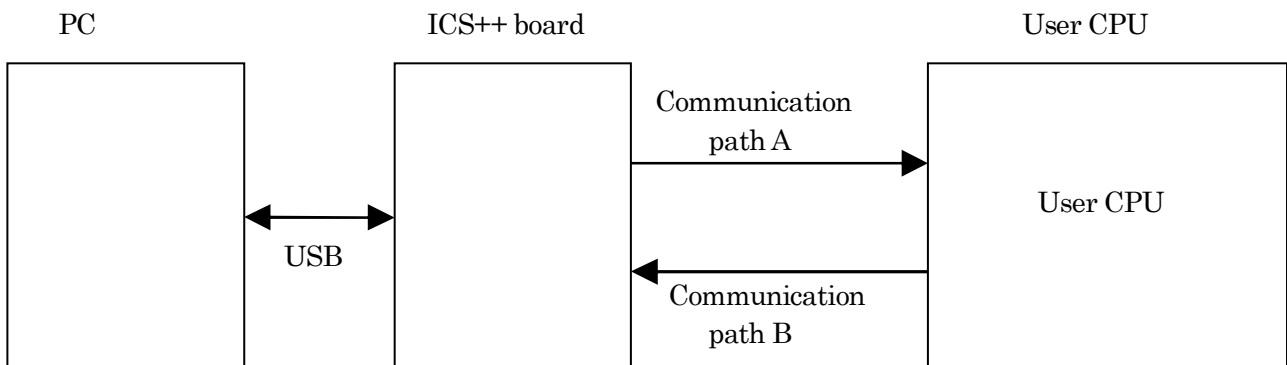 PC
ICS++ board
User CPU
Communication
path A
User CPU
USB
Communication
path B